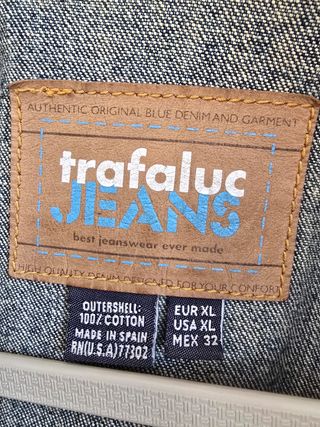 AUTHENTIC ORIGINAL BLUE DENIM AND GARMENT
trafaluc
JEANS
best jeanswear ever made
HIGH QUALITY DENIM DESIGNED FOR YOUR COMFORT
OUTERSHELL:
100% COTTON
MADE IN SPAIN
RN(U.S.A)77302
EUR XL
USA XL
MEX 32